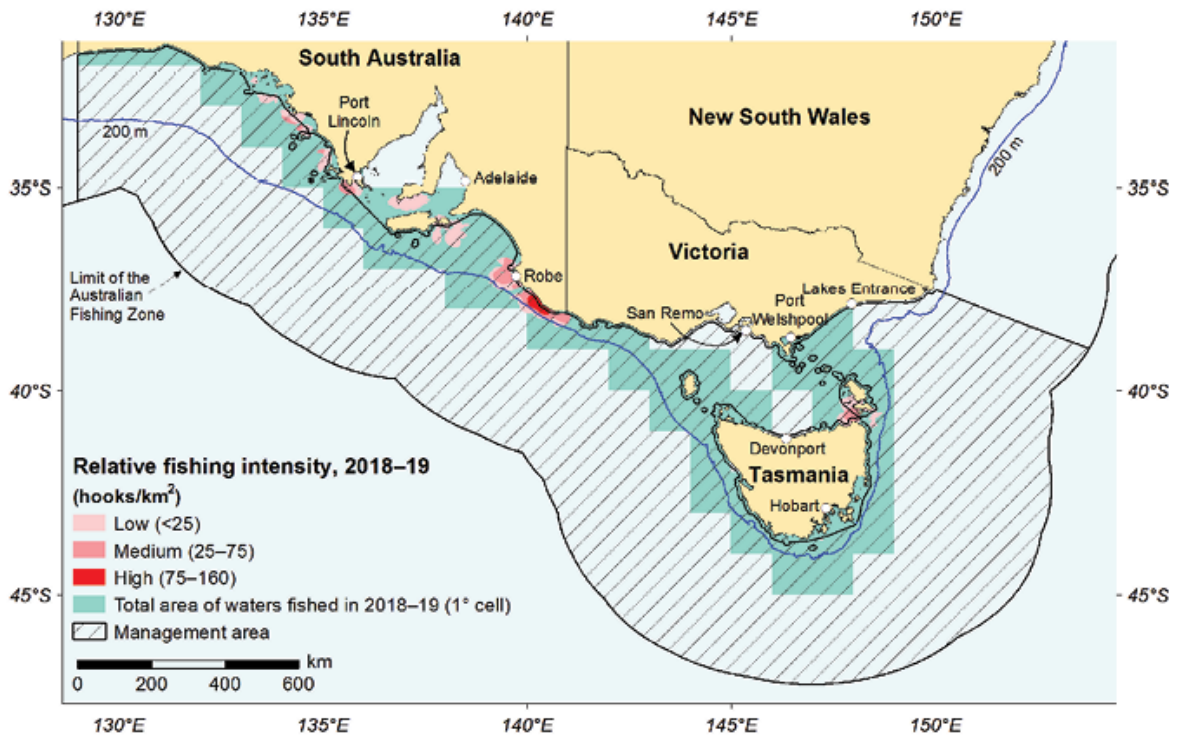 130°E 135°E 140°E 145°E 150°E
South Australia
Port
Lincoln
New South Wales
200 m
200 m
35°S
Adelaide
35°S
Victoria
Limit of the
Australian
Fishing Zone
Robe
Lakes Entrance
San Remo
Port
Welshpool
40°S
40°S
Devonport
Tasmania
Hobart
Relative fishing intensity, 2018–19
(hooks/km²)
Low (<25)
Medium (25–75)
High (75–160)
Total area of waters fished in 2018–19 (1° cell)
Management area
45°S
45°S
km
0 200 400 600
130°E 135°E 140°E 145°E 150°E